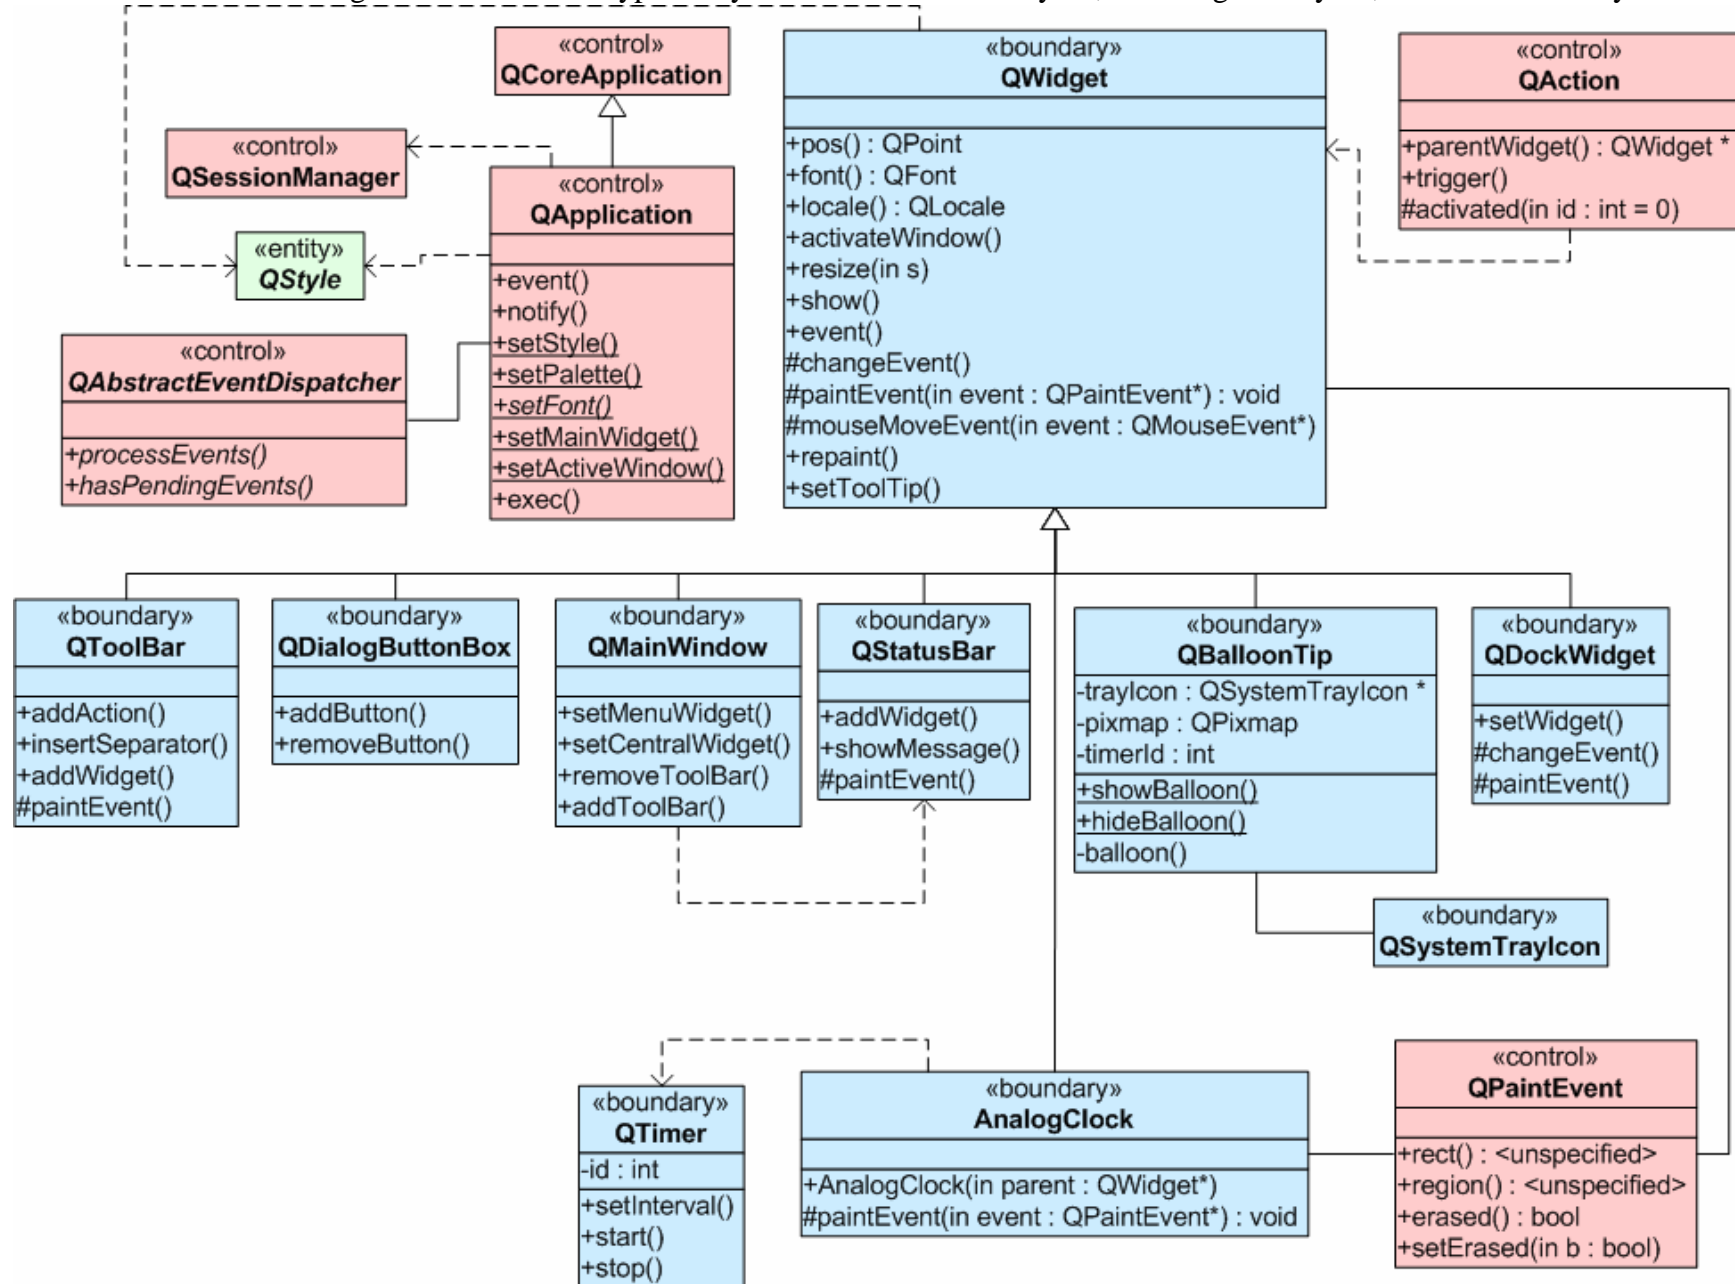 «control»
QCoreApplication
«boundary»
QWidget
+pos() : QPoint
+font() : QFont
+locale() : QLocale
+activateWindow()
+resize(in s)
+show()
+event()
#changeEvent()
#paintEvent(in event : QPaintEvent*) : void
#mouseMoveEvent(in event : QMouseEvent*)
+repaint()
+setToolTip()
«control»
QAction
+parentWidget() : QWidget *
+trigger()
#activated(in id : int = 0)
«control»
QSessionManager
«control»
QApplication
+event()
+notify()
+setStyle()
+setPalette()
+setFont()
+setMainWidget()
+setActiveWindow()
+exec()
«entity»
QStyle
«control»
QAbstractEventDispatcher
+processEvents()
+hasPendingEvents()
«boundary»
QToolBar
+addAction()
+insertSeparator()
+addWidget()
#paintEvent()
«boundary»
QDialogButtonBox
+addButton()
+removeButton()
«boundary»
QMainWindow
+setMenuWidget()
+setCentralWidget()
+removeToolBar()
+addToolBar()
«boundary»
QStatusBar
+addWidget()
+showMessage()
#paintEvent()
«boundary»
QBalloonTip
-trayIcon : QSystemTrayIcon *
-pixmap : QPixmap
-timerId : int
+showBalloon()
+hideBalloon()
-balloon()
«boundary»
QDockWidget
+setWidget()
#changeEvent()
#paintEvent()
«boundary»
QSystemTrayIcon
«boundary»
QTimer
-id : int
+setInterval()
+start()
+stop()
«boundary»
AnalogClock
+AnalogClock(in parent : QWidget*)
#paintEvent(in event : QPaintEvent*) : void
«control»
QPaintEvent
+rect() : <unspecified>
+region() : <unspecified>
+erased() : bool
+setErased(in b : bool)